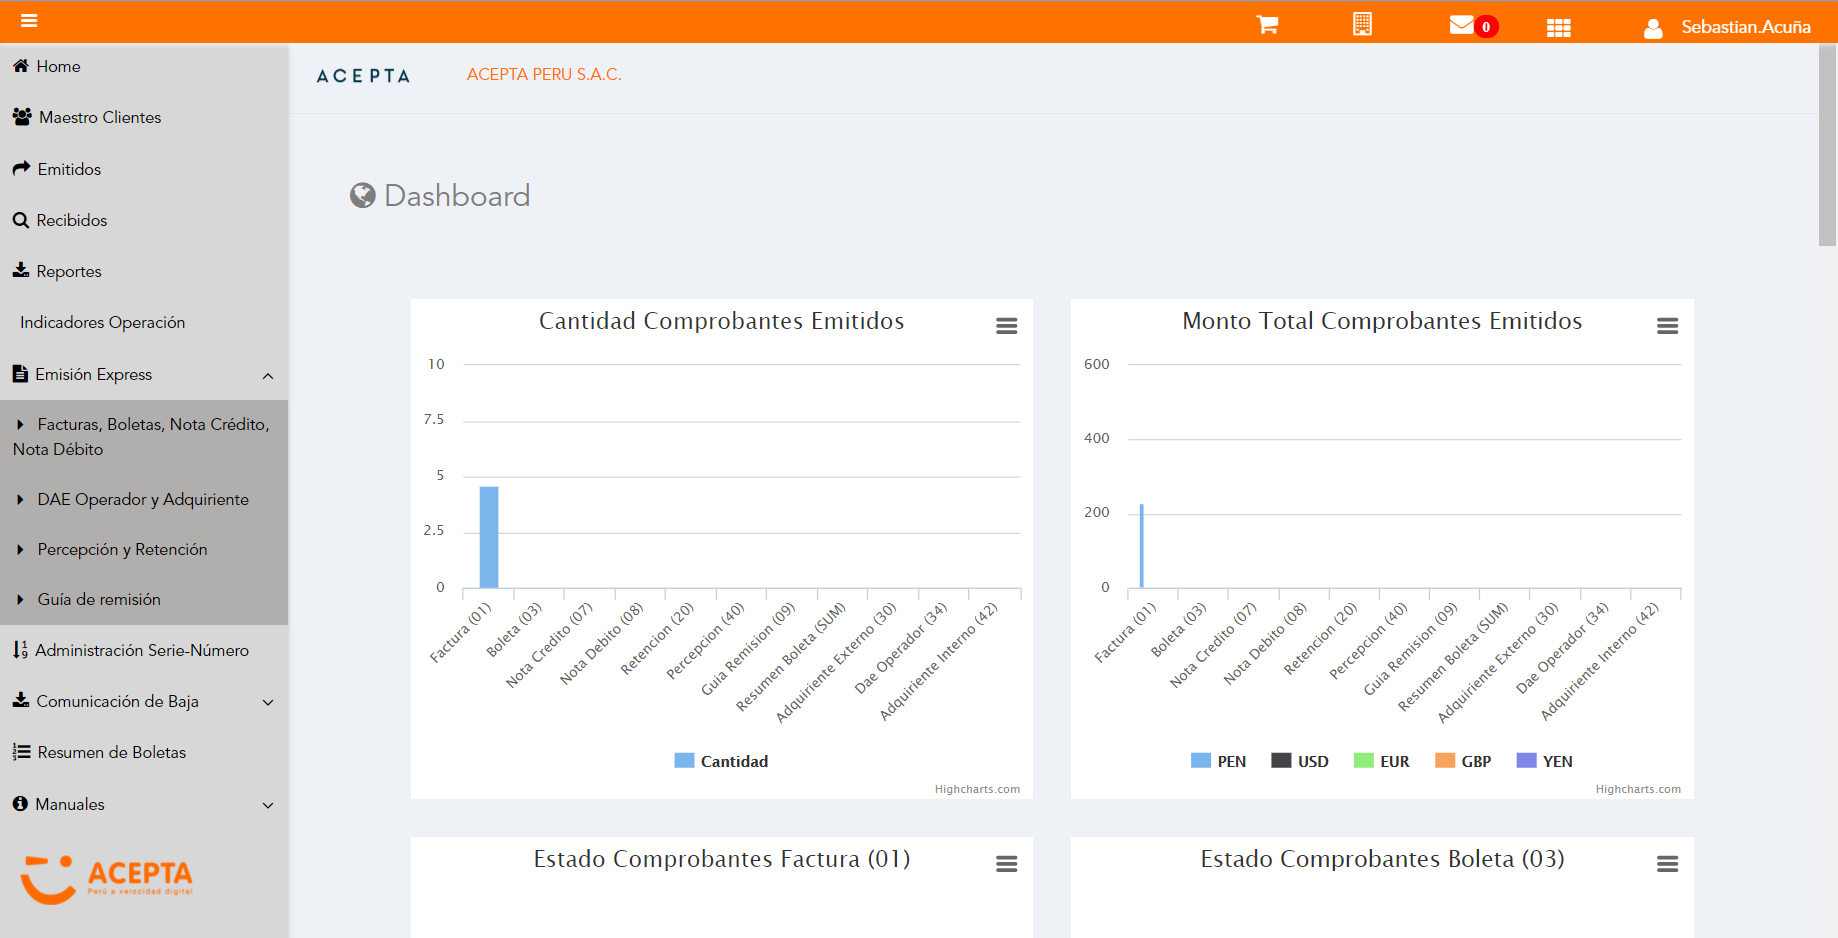 0
Sebastian.Acuña
Home
Maestro Clientes
Emitidos
Recibidos
Reportes
Indicadores Operación
Emisión Express
Facturas, Boletas, Nota Crédito,
Nota Débito
DAE Operador y Adquiriente
Percepción y Retención
Guía de remisión
Administración Serie-Número
Comunicación de Baja
Resumen de Boletas
Manuales
ACEPTA
Perú a velocidad digital
ACEPTA
ACEPTA PERU S.A.C.
Dashboard
Cantidad Comprobantes Emitidos
10
7.5
5
2.5
0
Factura (01)
Boleta (03)
Nota Credito (07)
Nota Debito (08)
Retencion (20)
Percepcion (40)
Guia Remision (09)
Resumen Boleta (SUM)
Adquiriente Externo (30)
Dae Operador (34)
Adquiriente Interno (42)
Cantidad
Highcharts.com
Monto Total Comprobantes Emitidos
600
400
200
0
Factura (01)
Boleta (03)
Nota Credito (07)
Nota Debito (08)
Retencion (20)
Percepcion (40)
Guia Remision (09)
Resumen Boleta (SUM)
Adquiriente Externo (30)
Dae Operador (34)
Adquiriente Interno (42)
PEN USD EUR GBP YEN
Highcharts.com
Estado Comprobantes Factura (01)
Estado Comprobantes Boleta (03)